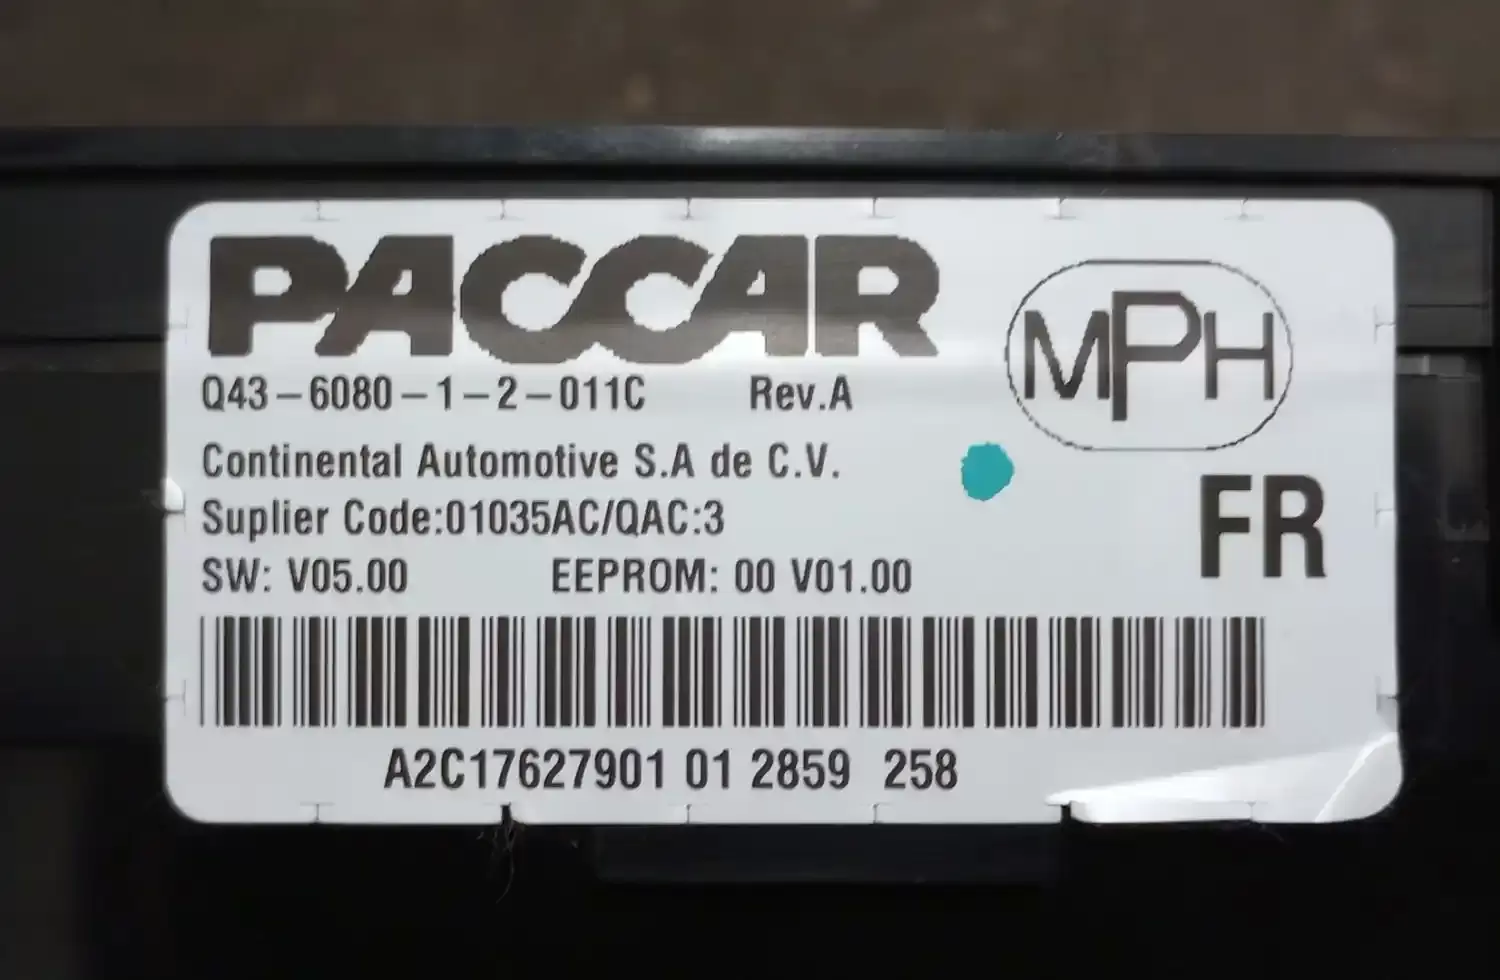 PACCAR
MPH
Q43-6080-1-2-011C Rev.A
Continental Automotive S.A de C.V.
Suplier Code:01035AC/QAC:3
FR
SW: V05.00 EEPROM: 00 V01.00
A2C17627901 01 2859 258